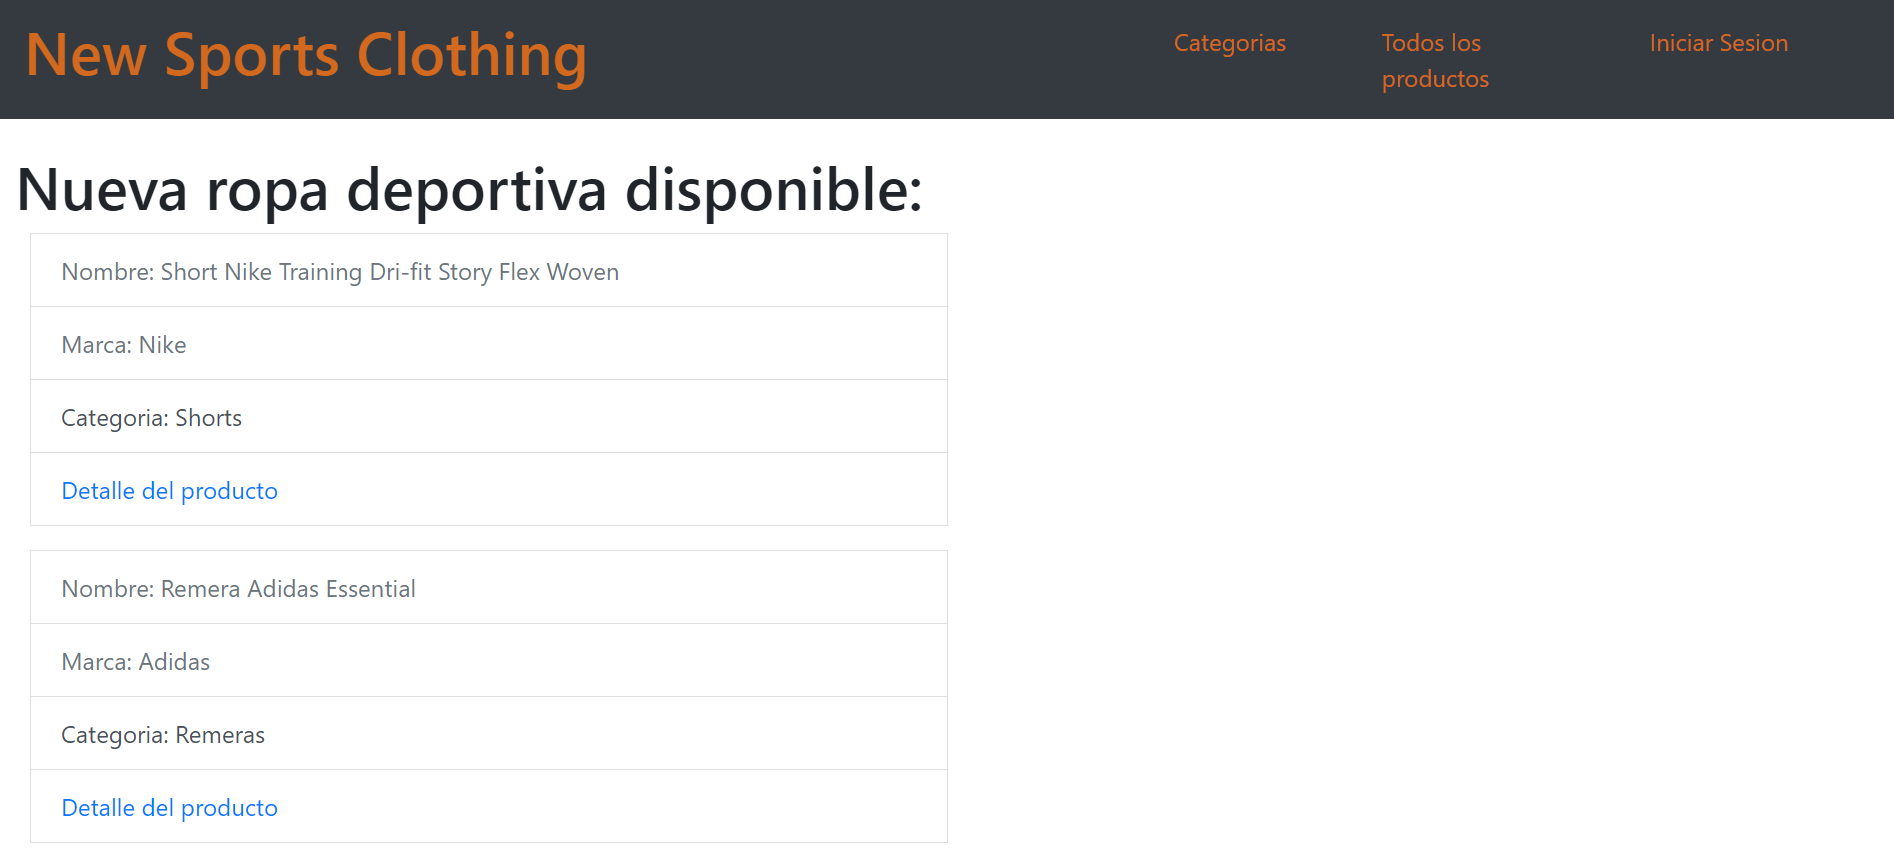 New Sports Clothing
Categorias
Todos los
productos
Iniciar Sesion
Nueva ropa deportiva disponible:
Nombre: Short Nike Training Dri-fit Story Flex Woven
Marca: Nike
Categoria: Shorts
Detalle del producto
Nombre: Remera Adidas Essential
Marca: Adidas
Categoria: Remeras
Detalle del producto